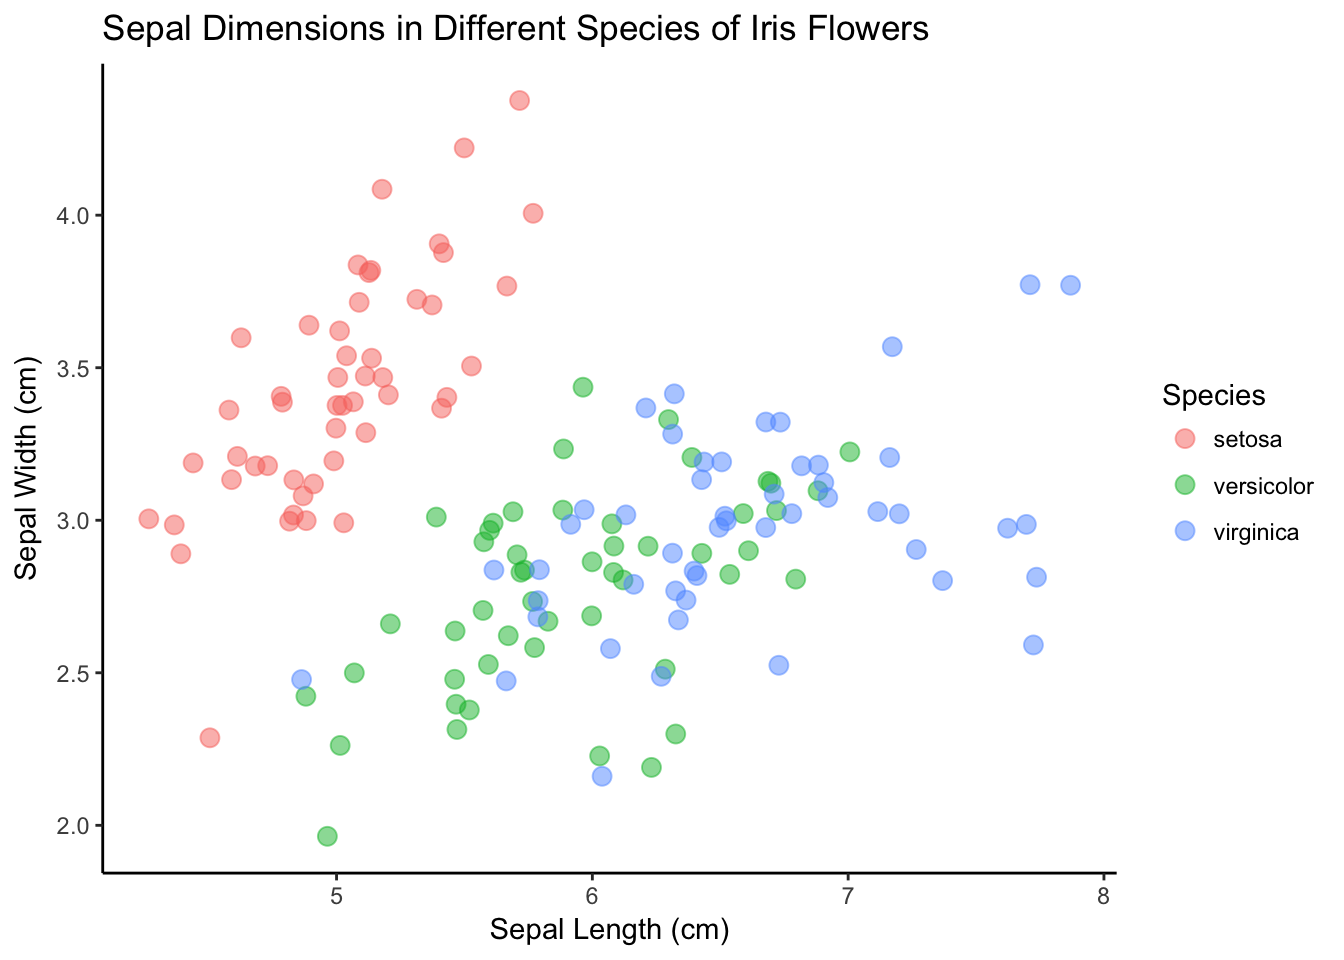 Sepal Dimensions in Different Species of Iris Flowers
Sepal Width (cm)
4.0
3.5
3.0
2.5
2.0
5 6 7 8
Sepal Length (cm)
Species
setosa
versicolor
virginica